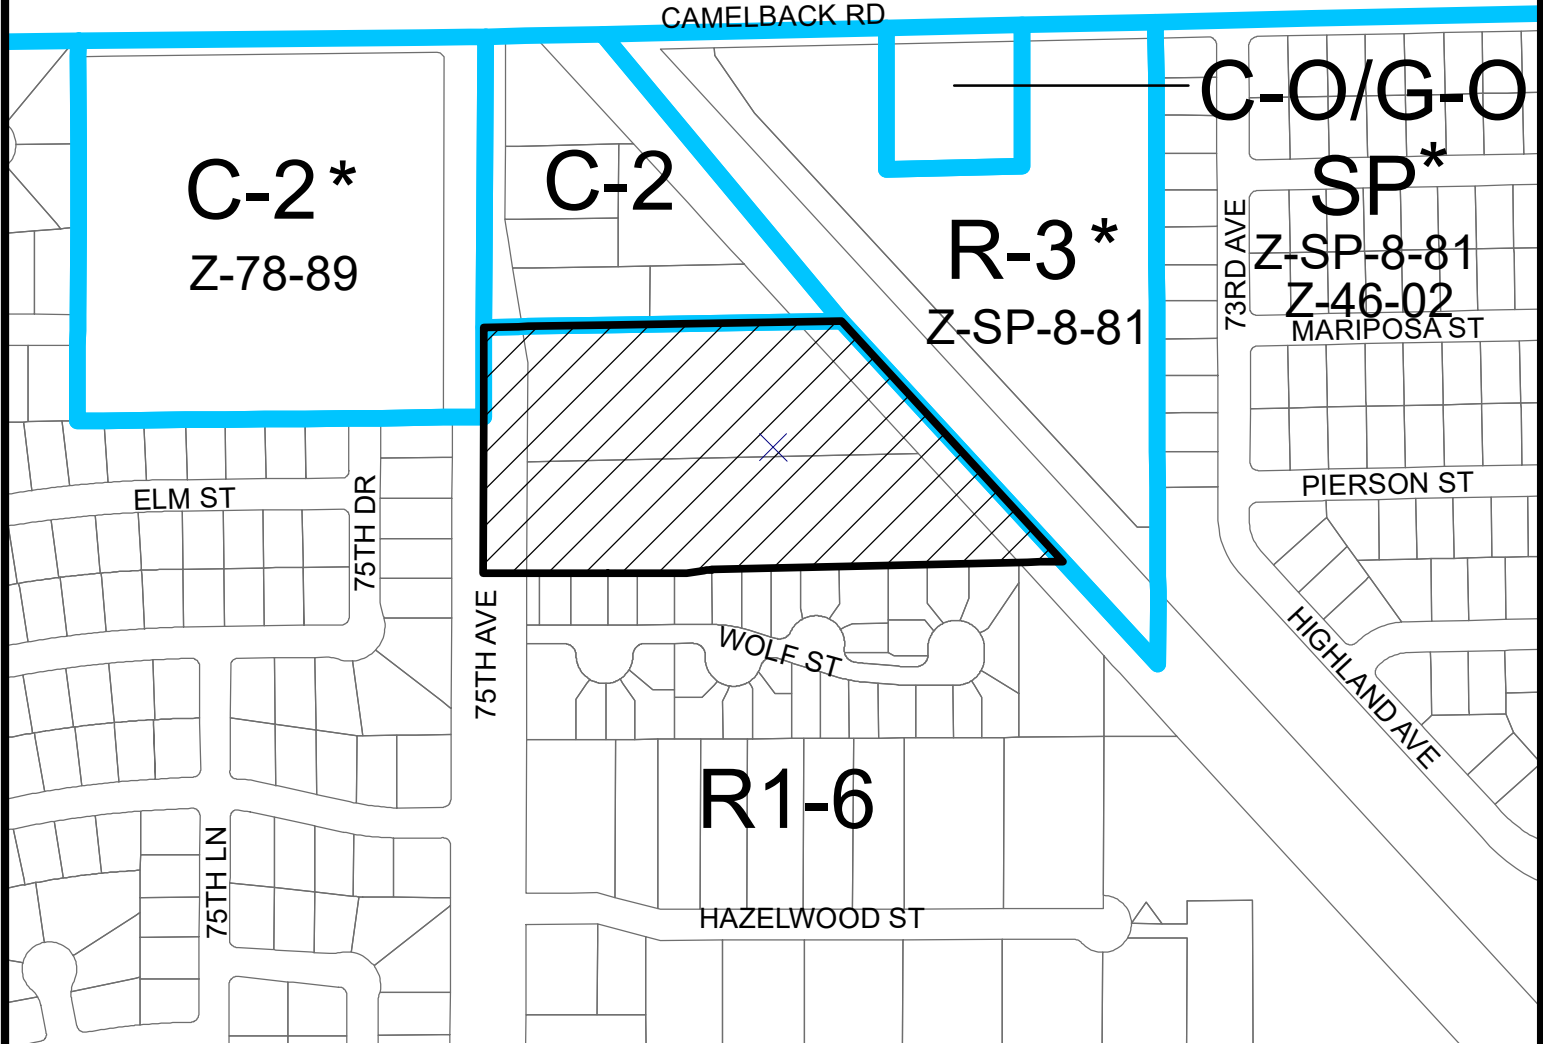 CAMELBACK RD
C-O/G-O
SP*
Z-SP-8-81
Z-46-02
C-2 *
Z-78-89
C-2
R-3 *
Z-SP-8-81
73RD AVE
MARIPOSA ST
ELM ST
75TH DR
PIERSON ST
75TH AVE
WOLF ST
HIGHLAND AVE
R1-6
75TH LN
HAZELWOOD ST